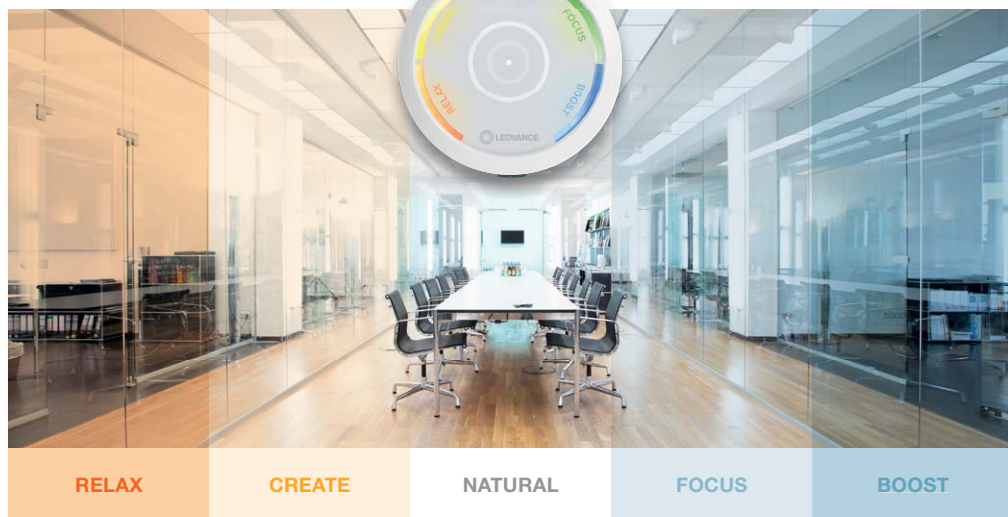 FOCUS
RELAX
BOOST
LEDVANCE
RELAX
CREATE
NATURAL
FOCUS
BOOST